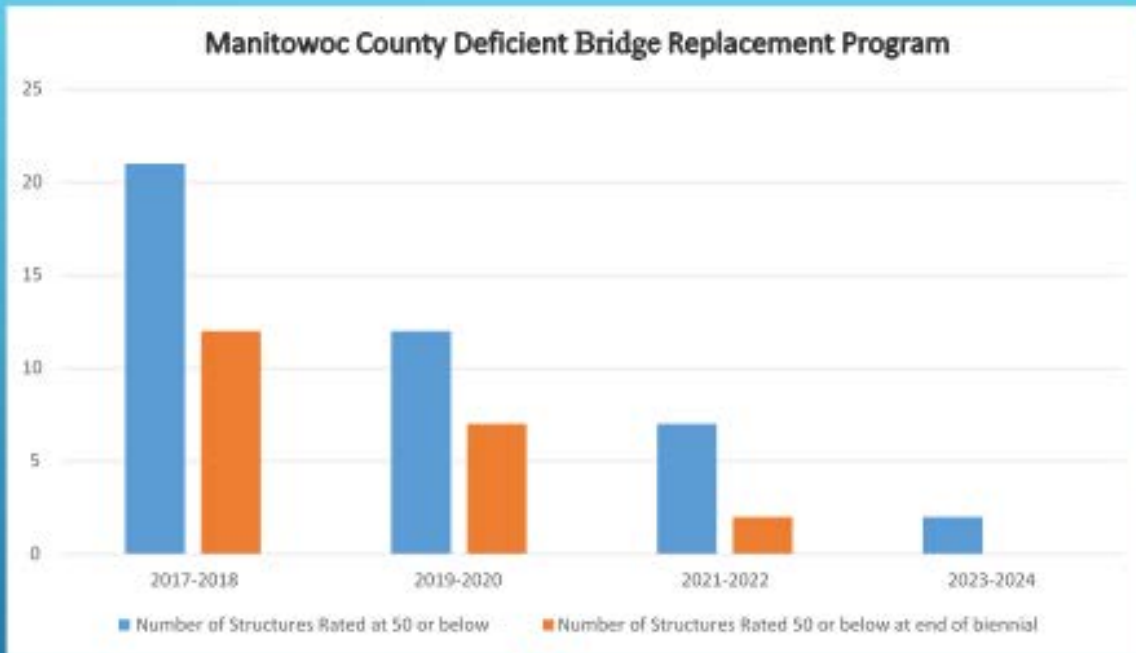 Manitowoc County Deficient Bridge Replacement Program
25
20
15
10
5
0
2017-2018 2019-2020 2021-2022 2023-2024
Number of Structures Rated at 50 or below Number of Structures Rated 50 or below at end of biennial